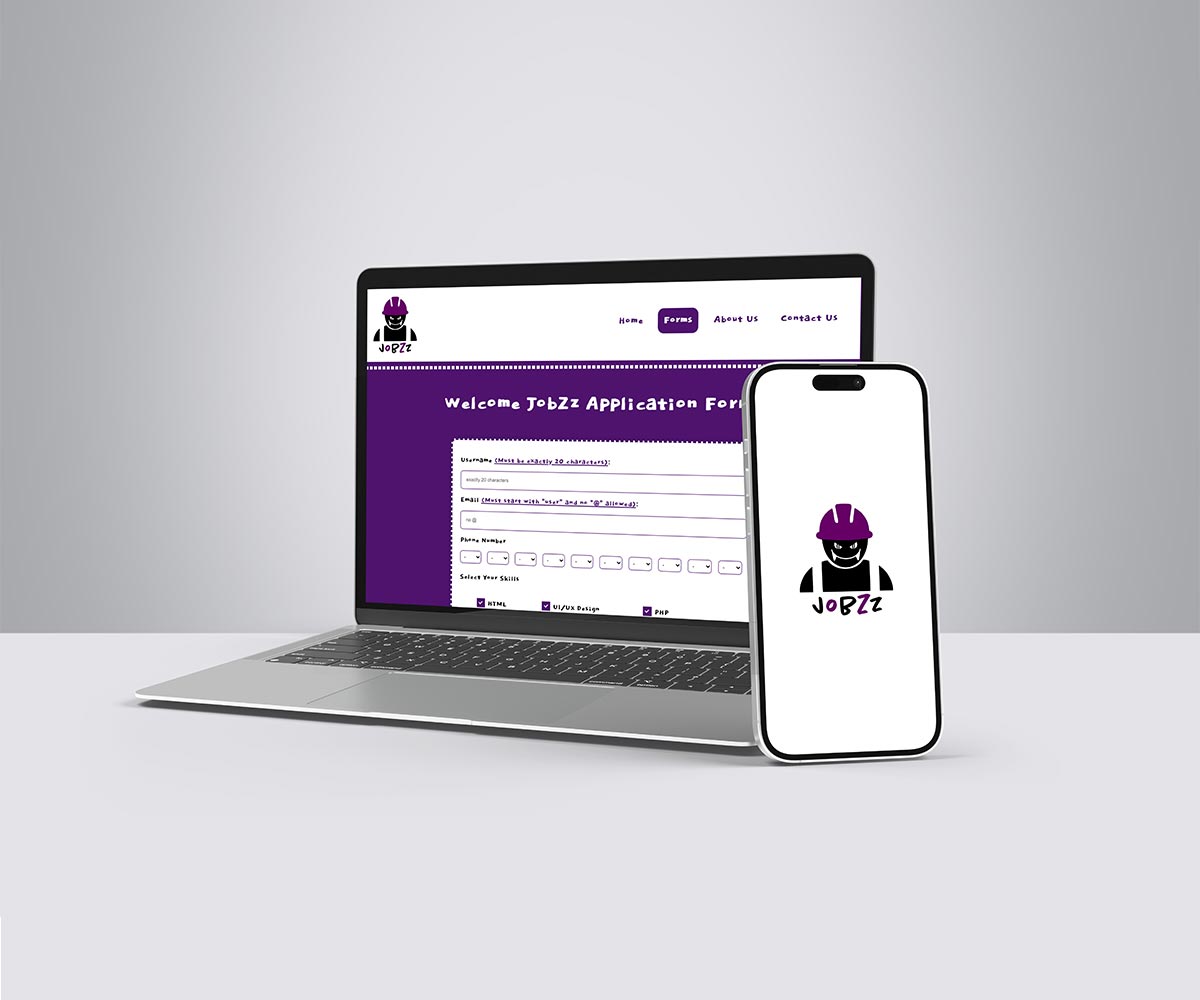 JOBZz
Home Forms About Us Contact Us
Welcome JobZz Application Form
Username (Must be exactly 20 characters):
exactly 20 characters
Email (Must start with "user" and no "@" allowed):
no @
Phone Number
- - - - - - - - - -
Select Your Skills
HTML UI/UX Design PHP
JOBZz